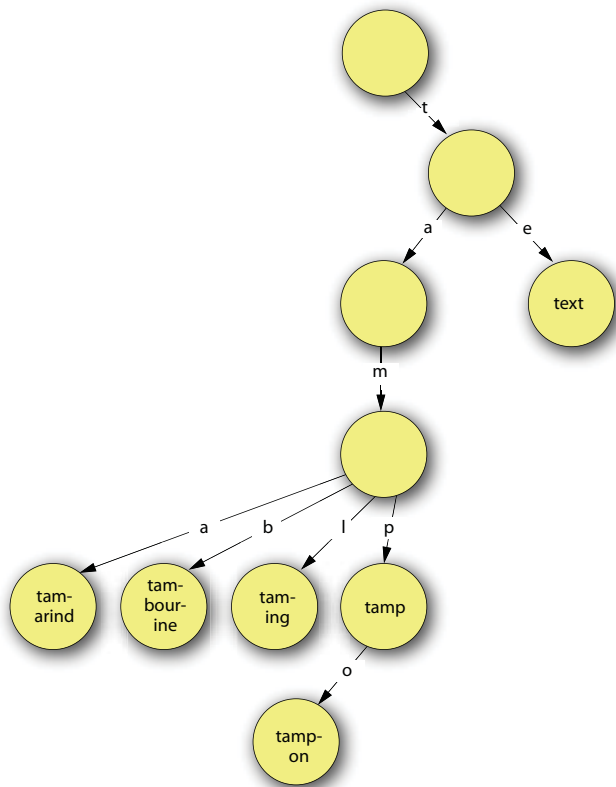 t
a
e
text
m
a
b
l
p
tam-
arind
tam-
bour-
ine
tam-
ing
tamp
o
tamp-
on